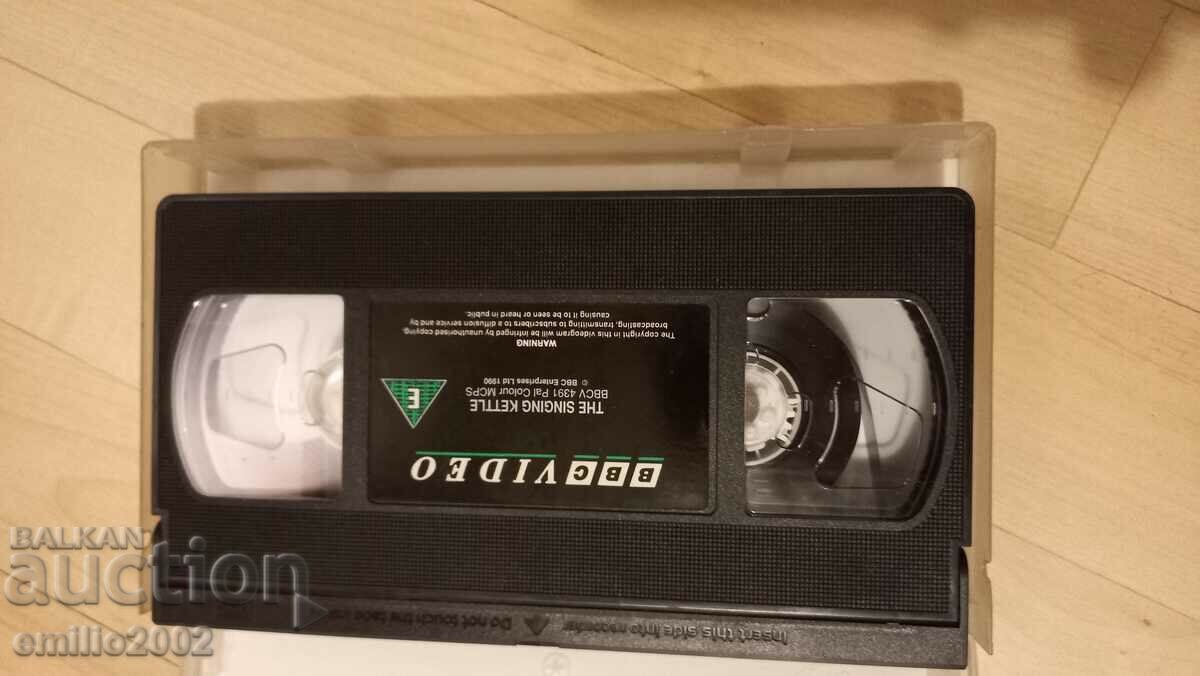 BBC VIDEO
THE SINGING KETTLE
BBCV 4391 Pal Colour MCPS
© BBC Enterprises Ltd 1990
E
WARNING
The copyright in this videogram will be infringed by unauthorised copying,
broadcasting, transmitting, transmitting to subscribers to a diffusion service and by
causing it to be seen or heard in public.
Insert this side into recorder
Do not touch the tape
BALKAN
auction
emilio2002